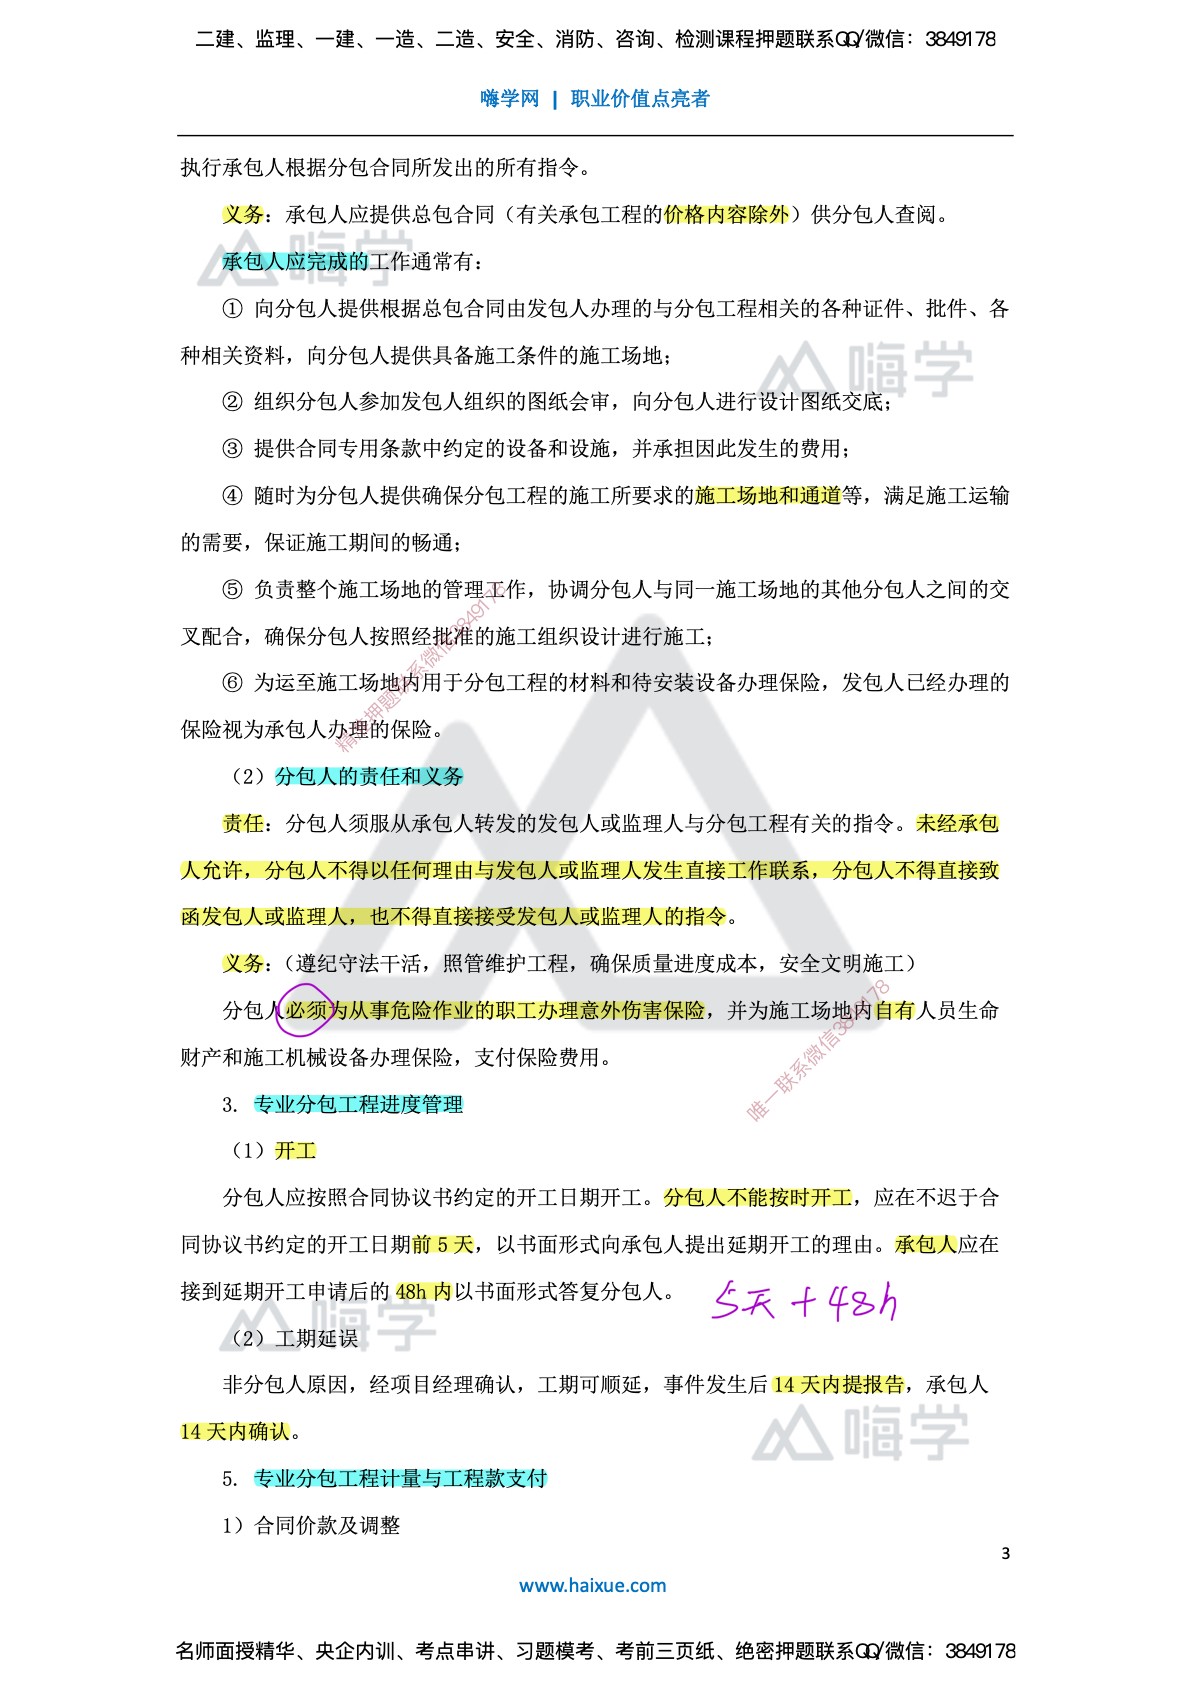 二建、监理、一建、一造、二造、安全、消防、咨询、检测课程押题联系QQ/微信：3849178
嗨学网 | 职业价值点亮者
执行承包人根据分包合同所发出的所有指令。
义务：承包人应提供总包合同（有关承包工程的价格内容除外）供分包人查阅。
嗨学
承包人应完成的工作通常有：
① 向分包人提供根据总包合同由发包人办理的与分包工程相关的各种证件、批件、各
种相关资料，向分包人提供具备施工条件的施工场地；
嗨学
② 组织分包人参加发包人组织的图纸会审，向分包人进行设计图纸交底；
③ 提供合同专用条款中约定的设备和设施，并承担因此发生的费用；
④ 随时为分包人提供确保分包工程的施工所要求的施工场地和通道等，满足施工运输
的需要，保证施工期间的畅通；
⑤ 负责整个施工场地的管理工作，协调分包人与同一施工场地的其他分包人之间的交
叉配合，确保分包人按照经批准的施工组织设计进行施工；
精准押题联系微信3849178
⑥ 为运至施工场地内用于分包工程的材料和待安装设备办理保险，发包人已经办理的
保险视为承包人办理的保险。
（2）分包人的责任和义务
责任：分包人须服从承包人转发的发包人或监理人与分包工程有关的指令。未经承包
人允许，分包人不得以任何理由与发包人或监理人发生直接工作联系，分包人不得直接致
函发包人或监理人，也不得直接接受发包人或监理人的指令。
义务：（遵纪守法干活，照管维护工程，确保质量进度成本，安全文明施工）
分包人必须为从事危险作业的职工办理意外伤害保险，并为施工场地内自有人员生命
财产和施工机械设备办理保险，支付保险费用。
唯一联系微信3849178
3. 专业分包工程进度管理
（1）开工
分包人应按照合同协议书约定的开工日期开工。分包人不能按时开工，应在不迟于合
同协议书约定的开工日期前 5 天，以书面形式向承包人提出延期开工的理由。承包人应在
接到延期开工申请后的 48h 内以书面形式答复分包人。
5天+48h
嗨学
（2）工期延误
非分包人原因，经项目经理确认，工期可顺延，事件发生后 14 天内提报告，承包人
14 天内确认。
嗨学
5. 专业分包工程计量与工程款支付
1）合同价款及调整
3
www.haixue.com
名师面授精华、央企内训、考点串讲、习题模考、考前三页纸、绝密押题联系QQ/微信：3849178